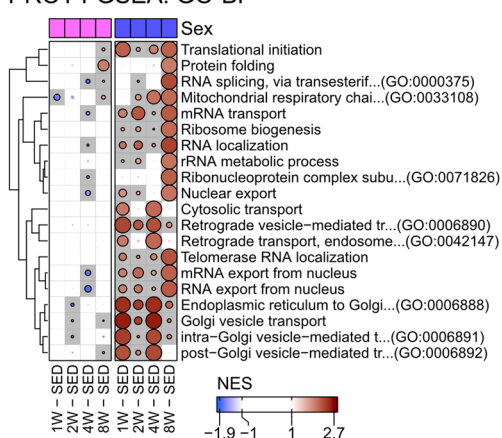 Sex
Translational initiation
Protein folding
RNA splicing, via transesterif...(GO:0000375)
Mitochondrial respiratory chai...(GO:0033108)
mRNA transport
Ribosome biogenesis
RNA localization
rRNA metabolic process
Ribonucleoprotein complex subu...(GO:0071826)
Nuclear export
Cytosolic transport
Retrograde vesicle−mediated tr...(GO:0006890)
Retrograde transport, endosome...(GO:0042147)
Telomerase RNA localization
mRNA export from nucleus
RNA export from nucleus
Endoplasmic reticulum to Golgi...(GO:0006888)
Golgi vesicle transport
intra−Golgi vesicle−mediated t...(GO:0006891)
post−Golgi vesicle−mediated tr...(GO:0006892)
1W − SED
2W − SED
4W − SED
8W − SED
1W − SED
2W − SED
4W − SED
8W − SED
NES
−1.9 −1 1 2.7